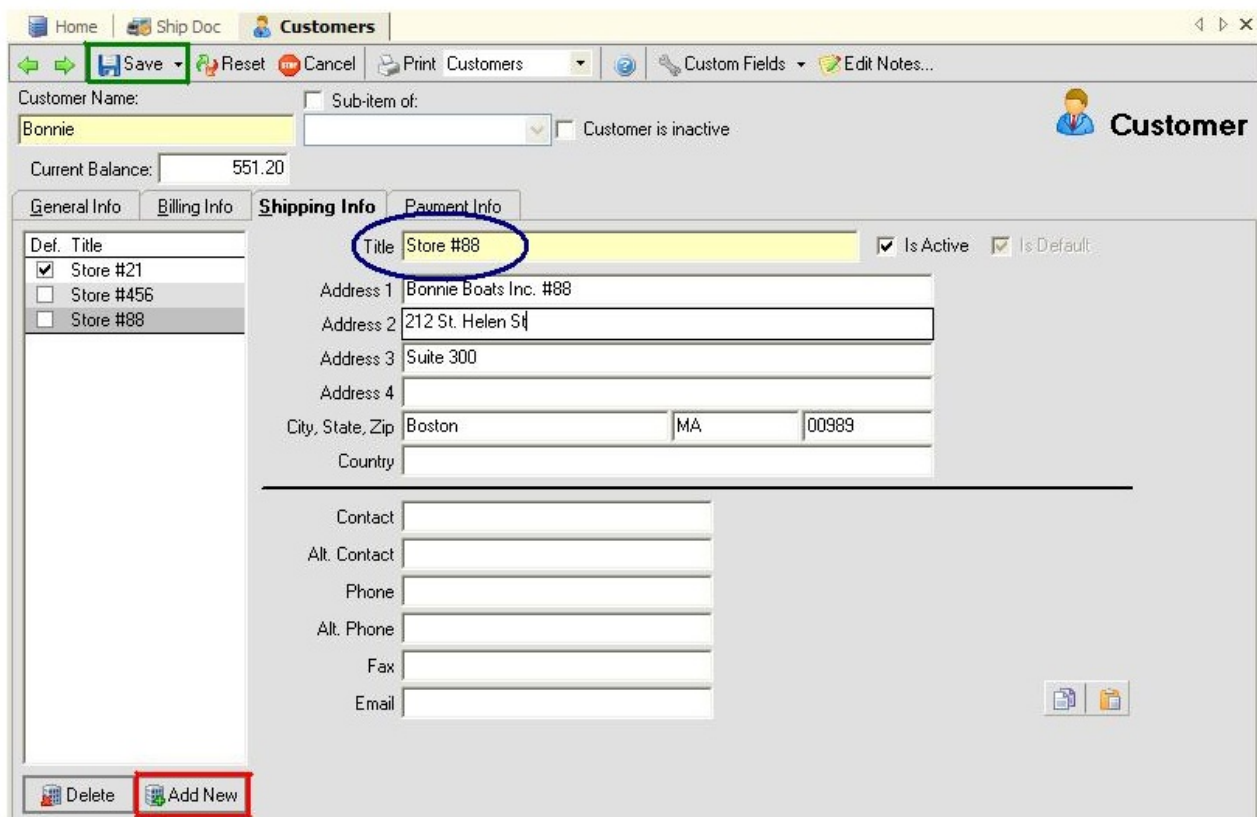 Home Ship Doc Customers
Save Reset Cancel Print Customers Custom Fields Edit Notes...
Customer Name: Sub-item of:
Bonnie Customer is inactive
Customer
Current Balance: 551.20
General Info Billing Info Shipping Info Payment Info
Def. Title
Store #21
Store #456
Store #88
Title Store #88 Is Active Is Default
Address 1 Bonnie Boats Inc. #88
Address 2 212 St. Helen St
Address 3 Suite 300
Address 4
City, State, Zip Boston MA 00989
Country
Contact
Alt. Contact
Phone
Alt. Phone
Fax
Email
Delete Add New